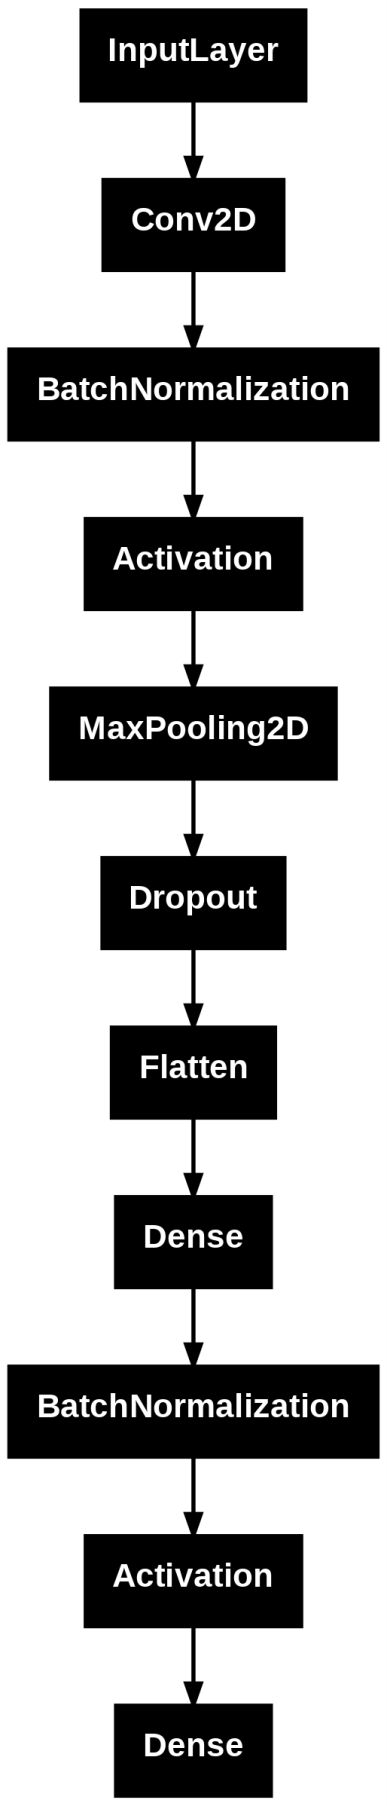 InputLayer
Conv2D
BatchNormalization
Activation
MaxPooling2D
Dropout
Flatten
Dense
BatchNormalization
Activation
Dense